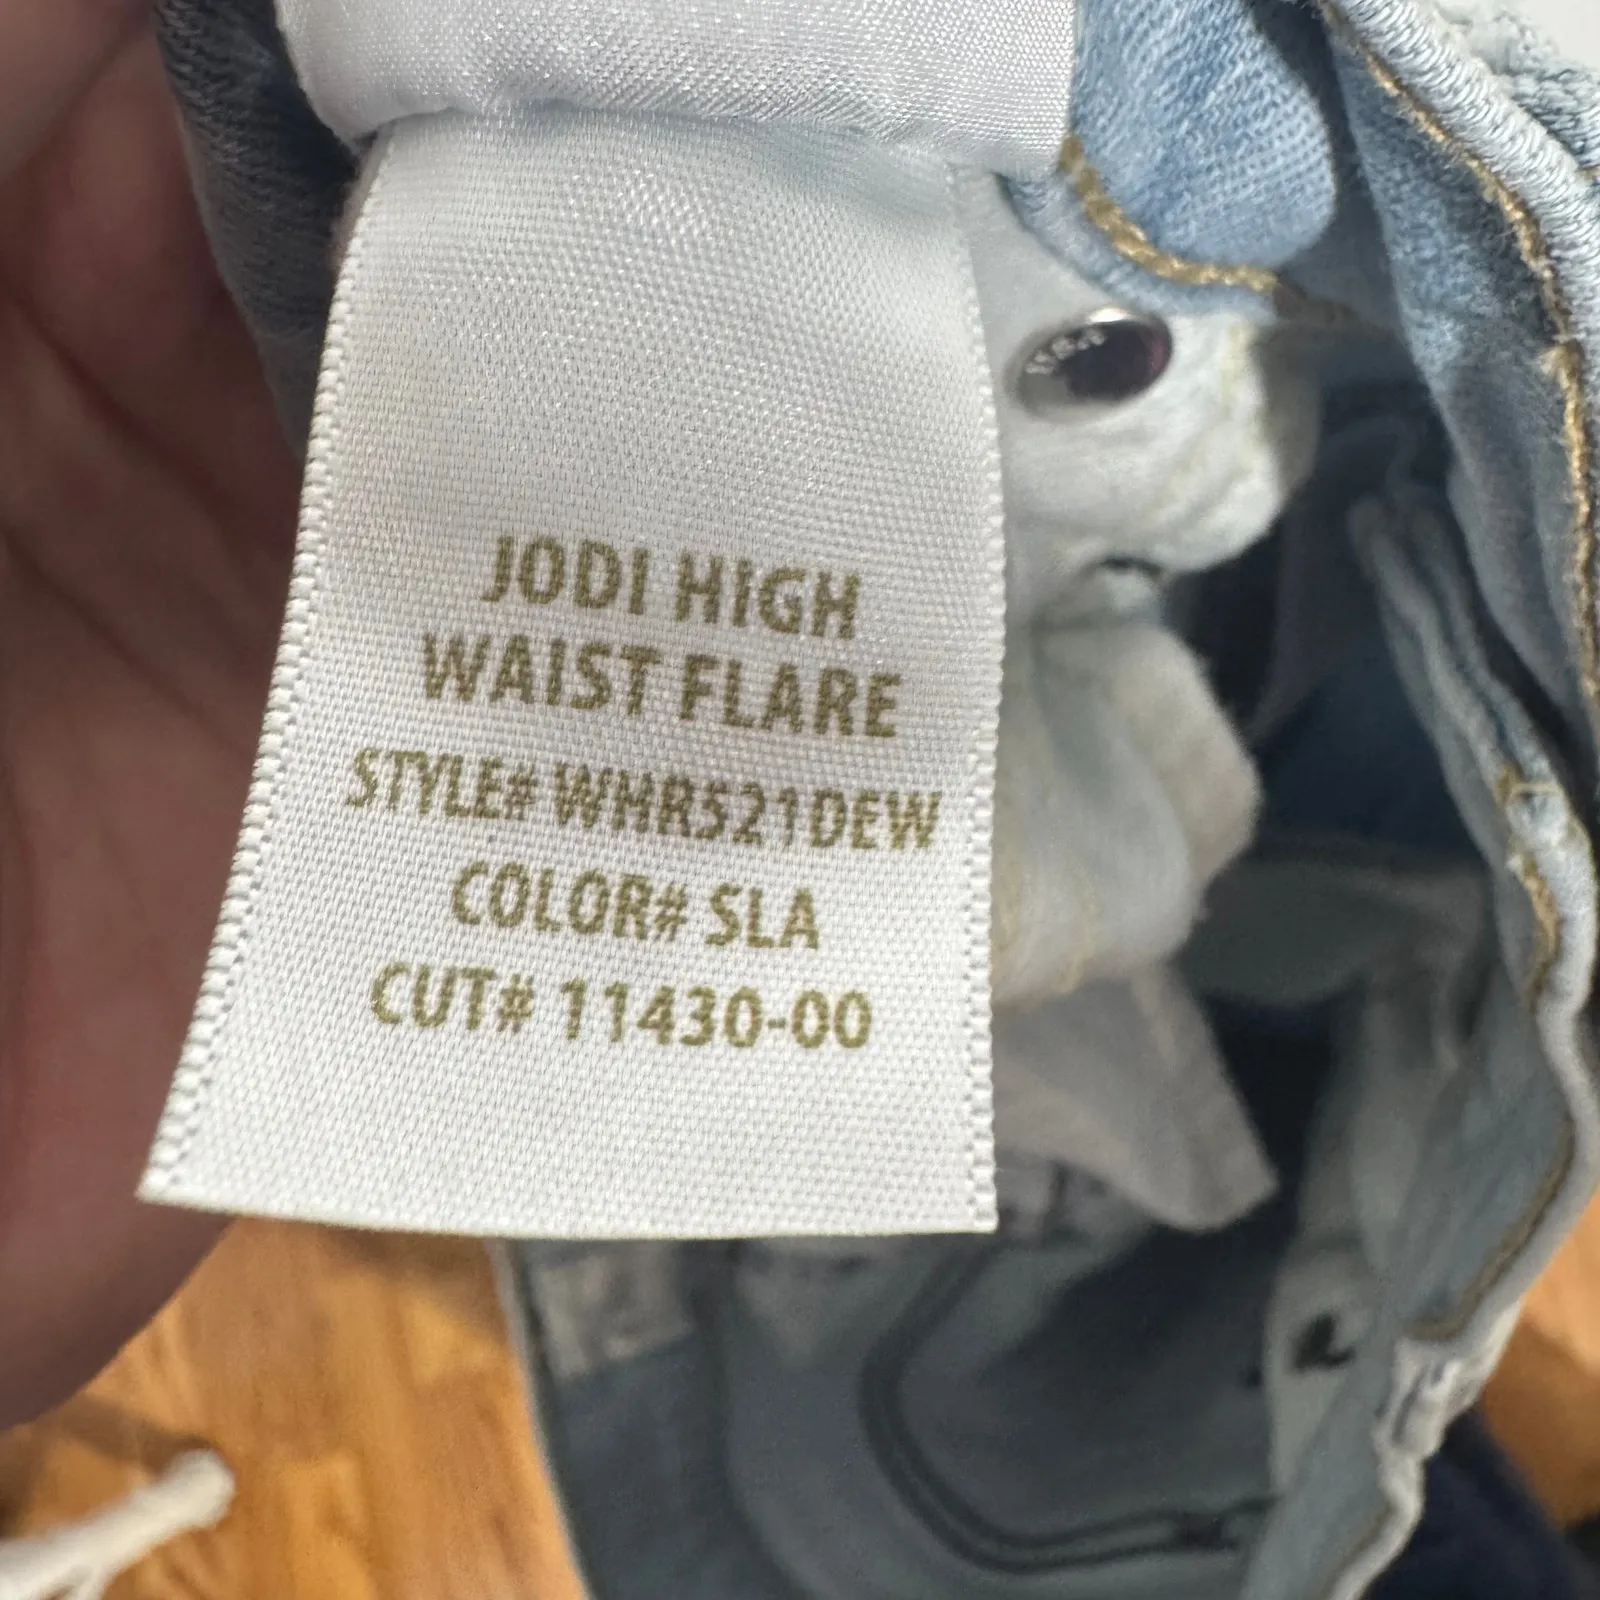 JODI HIGH
WAIST FLARE
STYLE# WHR521DEW
COLOR# SLA
CUT# 11430-00